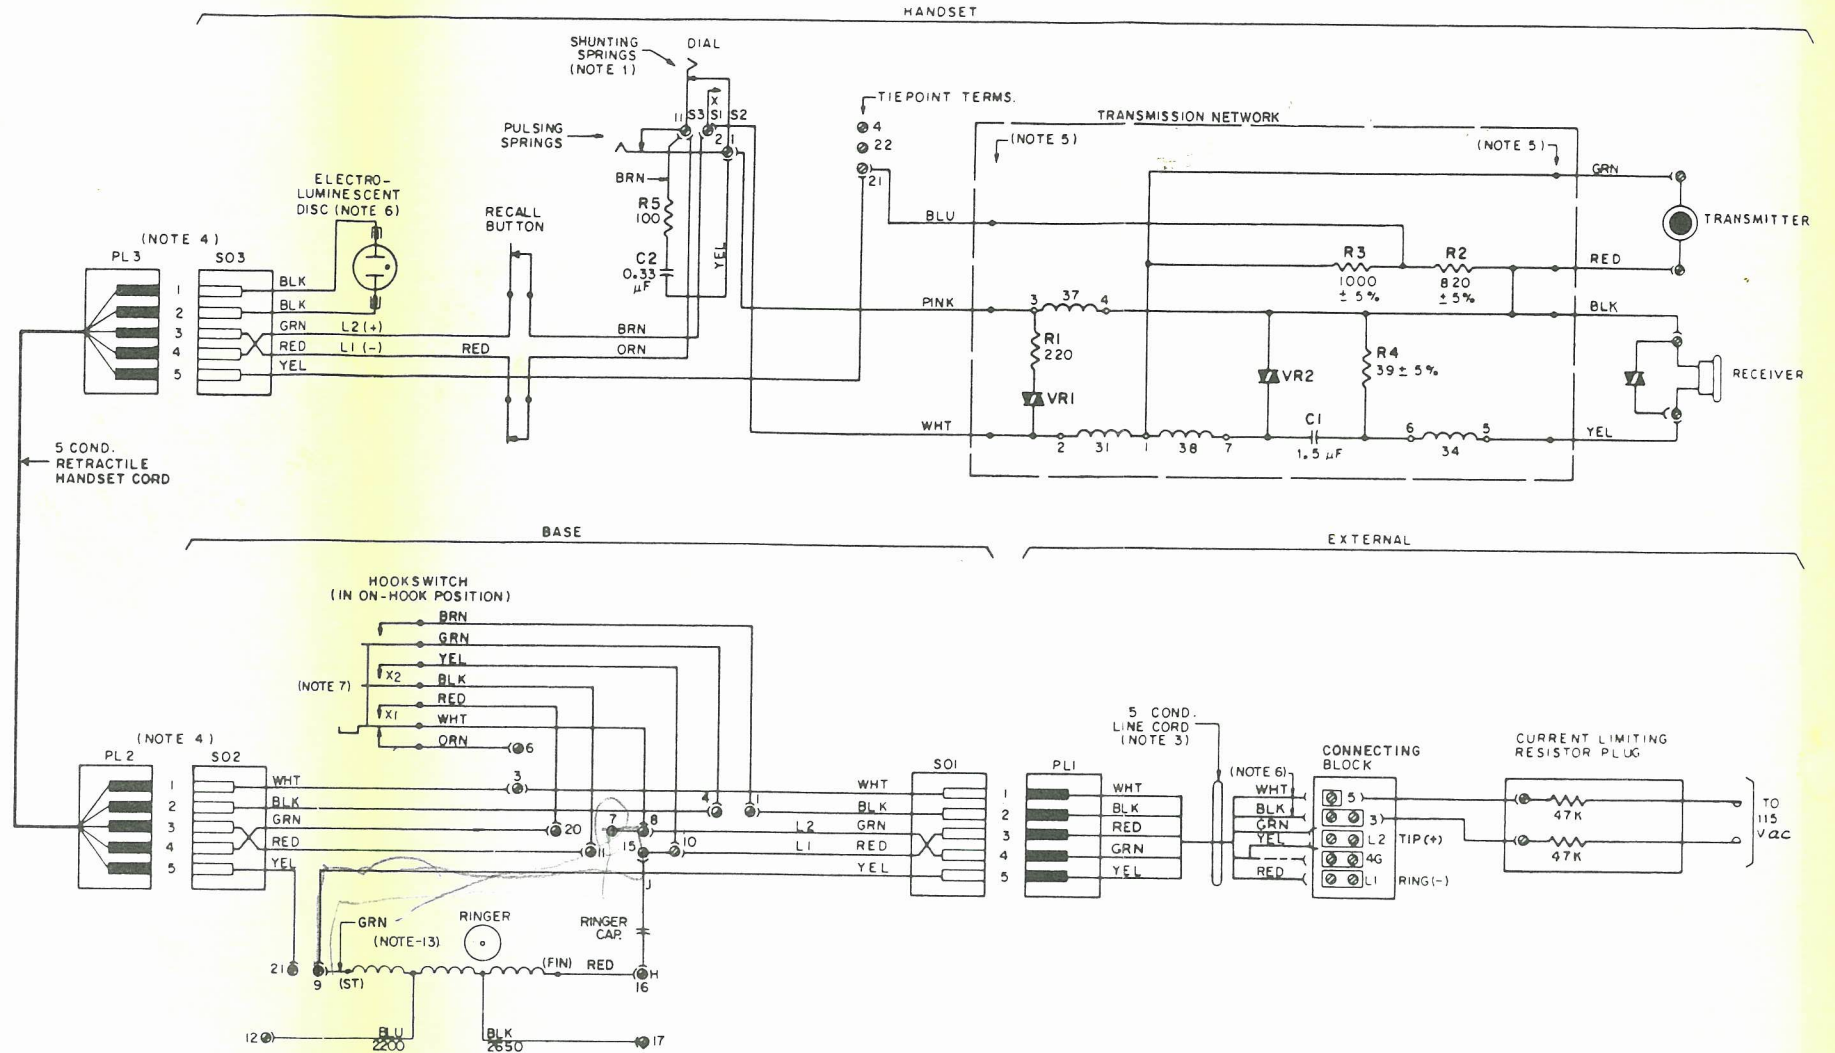 HANDSET
SHUNTING
SPRINGS
(NOTE 1)
DIAL
X
11 S3 S1 S2
2 1
PULSING
SPRINGS
BRN
R5
100
C2
0.33
µF
YEL
TIEPOINT TERMS.
4
22
21
TRANSMISSION NETWORK
(NOTE 5)
(NOTE 5)
GRN
TRANSMITTER
BLU
R3
1000
± 5%
R2
820
± 5%
RED
ELECTRO-
LUMINESCENT
DISC (NOTE 6)
RECALL
BUTTON
(NOTE 4)
PL3
SO3
1
2
3
4
5
BLK
BLK
GRN
RED
YEL
L2 (+)
L1 (-)
RED
BRN
ORN
PINK
3 37 4
BLK
R1
220
VR1
VR2
R4
39 ± 5%
RECEIVER
WHT
2 31 1 38 7
C1
1.5 µF
6 34 5
YEL
5 COND.
RETRACTILE
HANDSET CORD
BASE
EXTERNAL
HOOKSWITCH
(IN ON-HOOK POSITION)
BRN
GRN
YEL
X2
BLK
(NOTE 7)
RED
X1
WHT
ORN
6
(NOTE 4)
PL2
SO2
1
2
3
4
5
WHT
BLK
GRN
RED
YEL
3
4
1
20
7
8
11
15
10
J
L2
L1
WHT
BLK
GRN
RED
YEL
SO1
1
2
3
4
5
PL1
WHT
BLK
RED
GRN
YEL
5 COND.
LINE CORD
(NOTE 3)
(NOTE 6)
WHT
BLK
GRN
YEL
RED
CONNECTING
BLOCK
5
3
L2 TIP(+)
4G
L1 RING(-)
CURRENT LIMITING
RESISTOR PLUG
47K
47K
TO
115
Vac
GRN
(NOTE-13)
RINGER
RINGER
CAP.
21
9
(ST)
(FIN)
RED
H
16
12
BLU
2200
BLK
2650
17